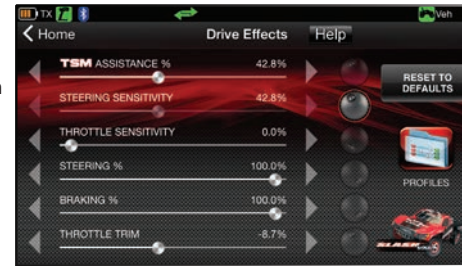 TX Veh
Home Drive Effects Help
TSM ASSISTANCE % 42.8%
STEERING SENSITIVITY 42.8%
THROTTLE SENSITIVITY 0.0%
STEERING % 100.0%
BRAKING % 100.0%
THROTTLE TRIM -8.7%
RESET TO
DEFAULTS
PROFILES
SLASH